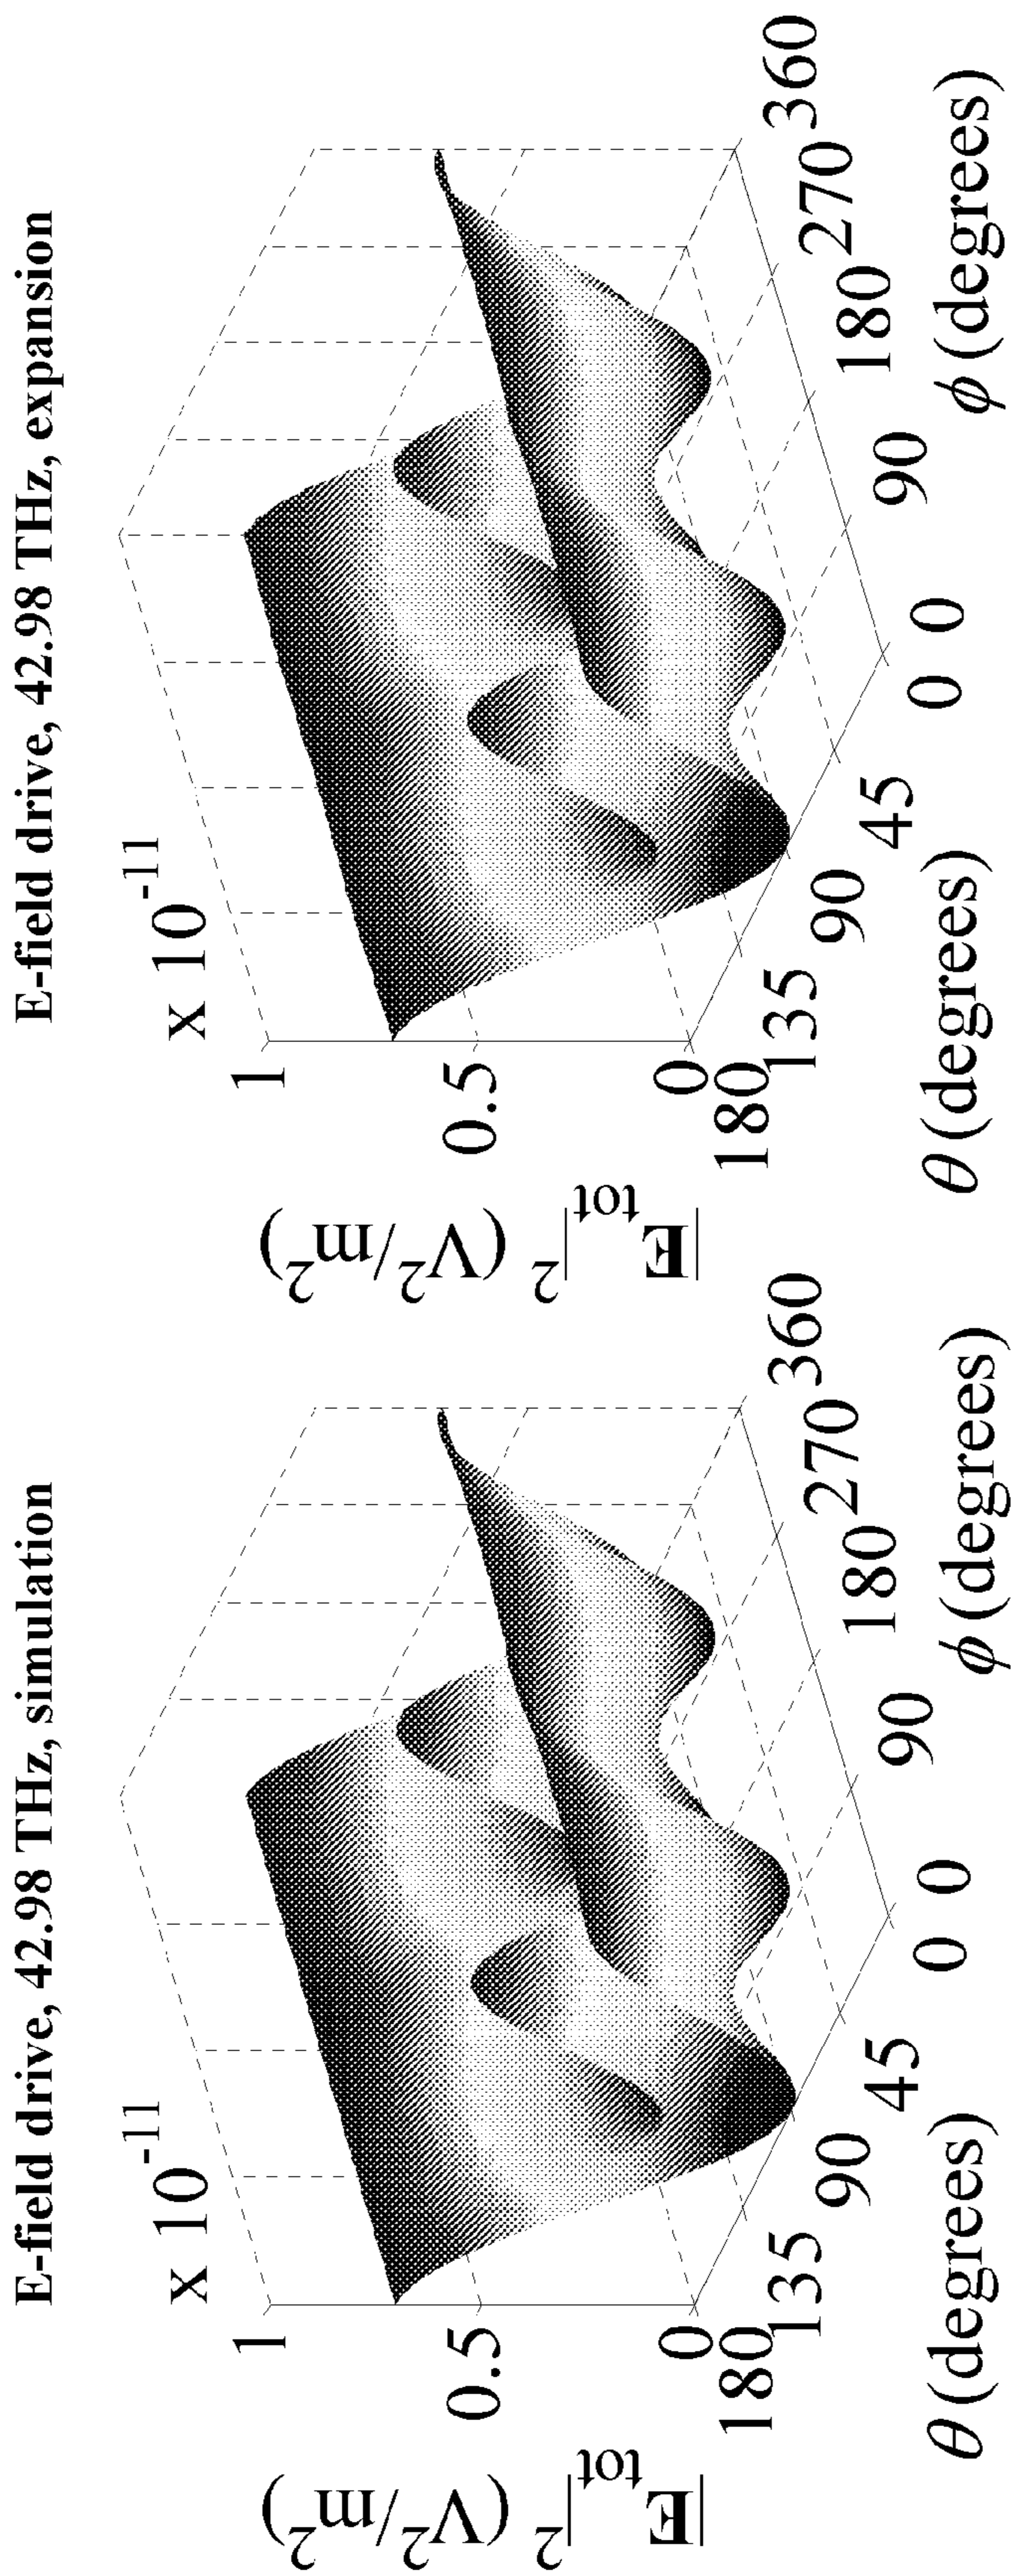 E-field drive, 42.98 THz, simulation
x 10^-11
1
0.5
0
|E_tot|^2 (V^2/m^2)
180
135
90
45
0
θ (degrees)
0
90
180
270
360
ϕ (degrees)
E-field drive, 42.98 THz, expansion
x 10^-11
1
0.5
0
|E_tot|^2 (V^2/m^2)
180
135
90
45
0
θ (degrees)
0
90
180
270
360
ϕ (degrees)